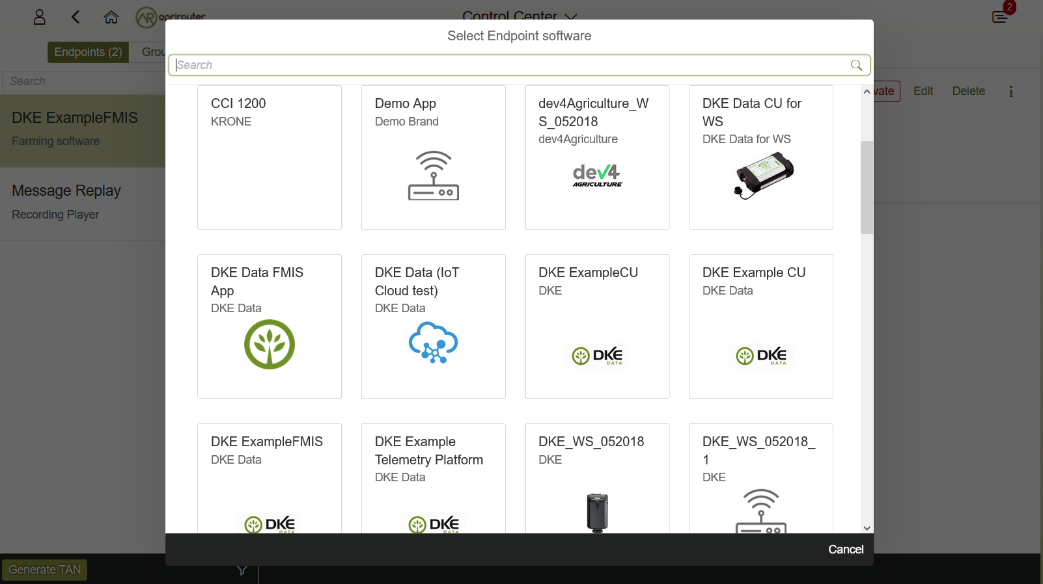 2
agrirouter
Control Center
Select Endpoint software
Endpoints (2)
Search
Search
Edit
Delete
i
DKE ExampleFMIS
Farming software
Message Replay
Recording Player
CCI 1200
KRONE
Demo App
Demo Brand
dev4Agriculture_W
S_052018
dev4Agriculture
dev4
AGRICULTURE
DKE Data CU for
WS
DKE Data for WS
DKE Data FMIS
App
DKE Data
DKE Data (IoT
Cloud test)
DKE Data
DKE ExampleCU
DKE
DKE
DATA
DKE Example CU
DKE Data
DKE
DATA
DKE ExampleFMIS
DKE Data
DKE
DATA
DKE Example
Telemetry Platform
DKE Data
DKE
DATA
DKE_WS_052018
DKE
DKE_WS_052018_
1
DKE
Cancel
Generate TAN